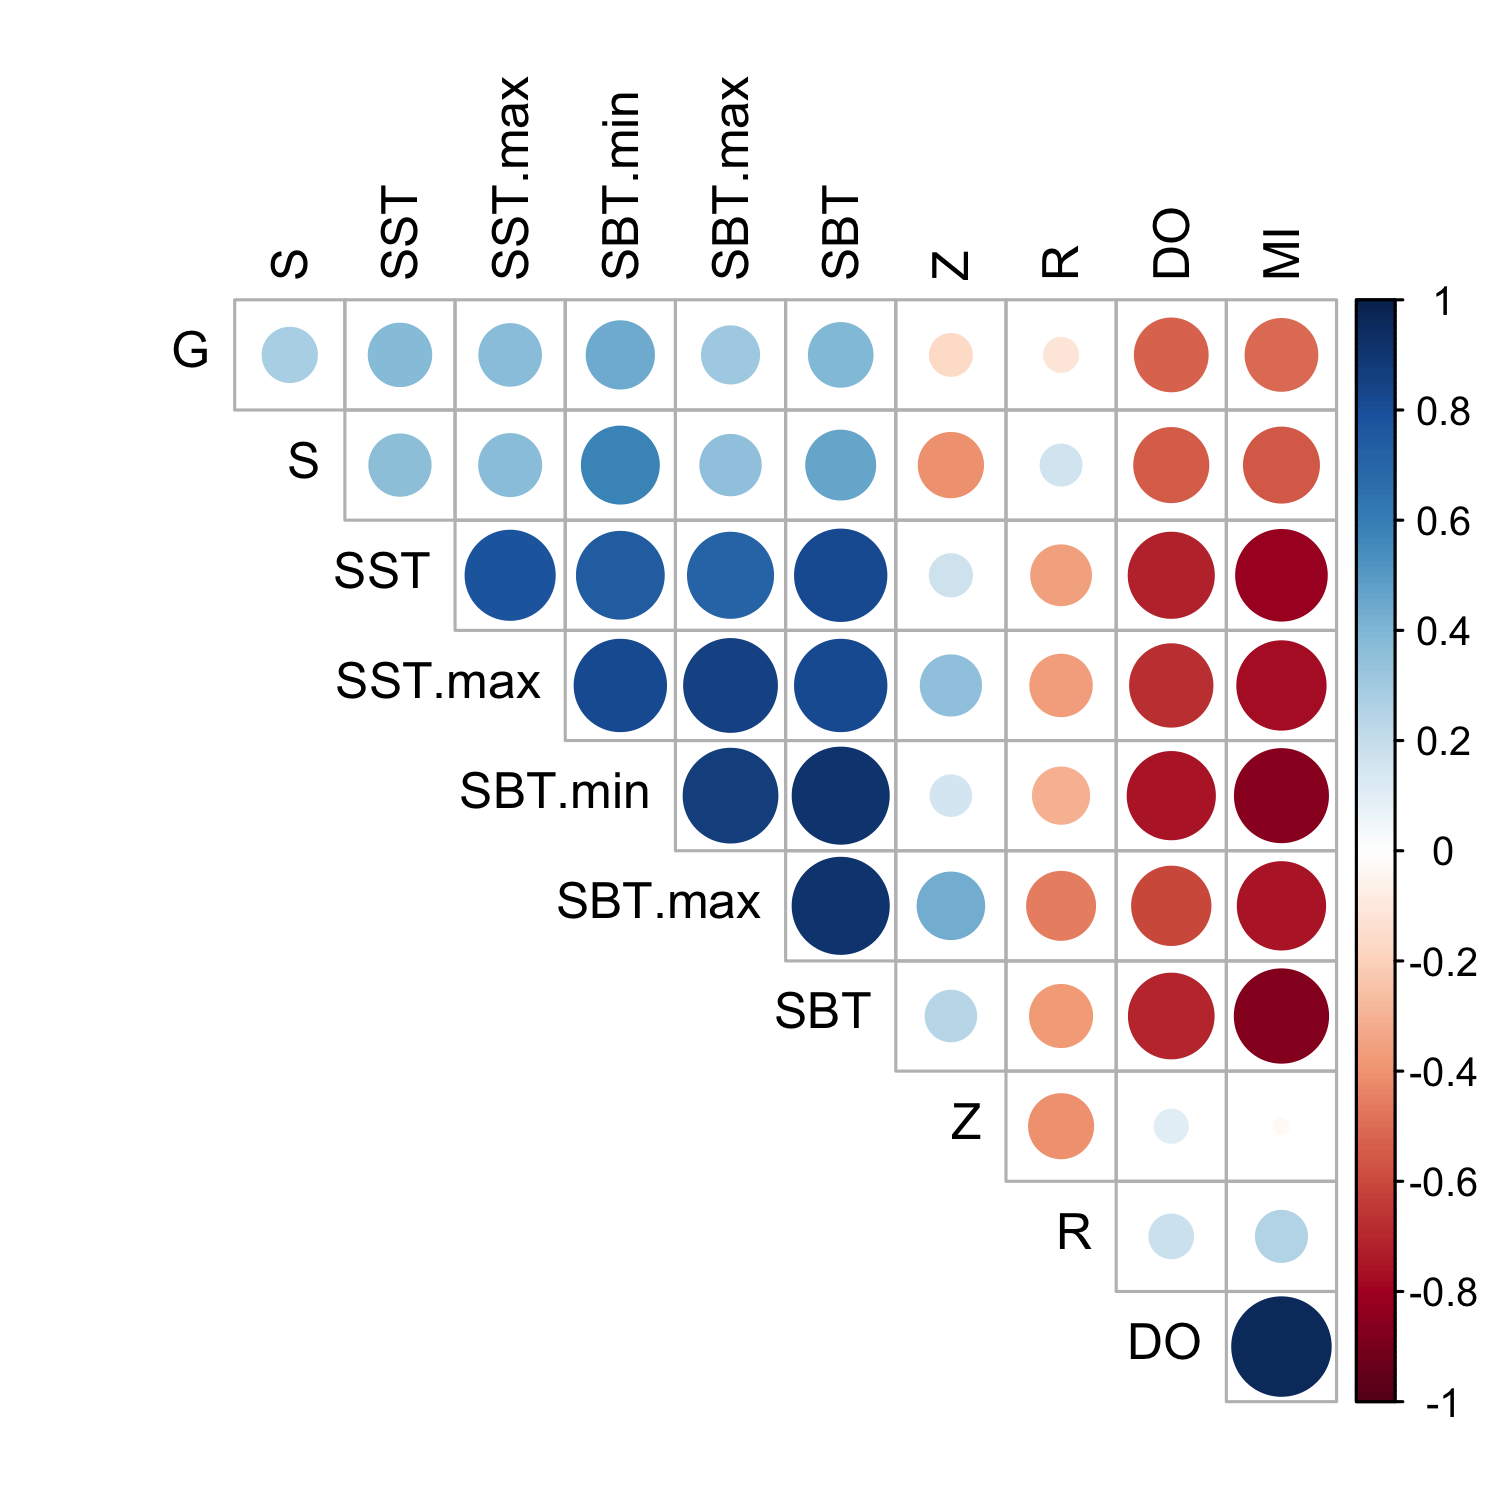 S SST SST.max SBT.min SBT.max SBT Z R DO MI
G
S
SST
SST.max
SBT.min
SBT.max
SBT
Z
R
DO
1
0.8
0.6
0.4
0.2
0
-0.2
-0.4
-0.6
-0.8
-1